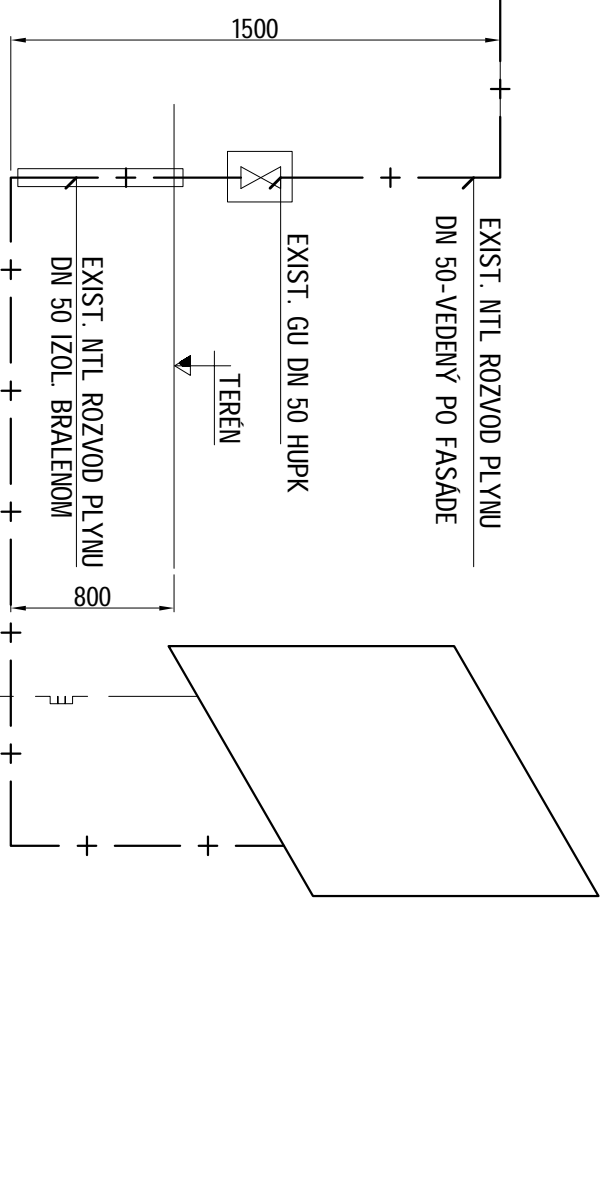 1500
EXIST. NTL ROZVOD PLYNU
DN 50-VEDENÝ PO FASÁDE
EXIST. GU DN 50 HUPK
TERÉN
EXIST. NTL ROZVOD PLYNU
DN 50 IZOL. BRALENOM
800